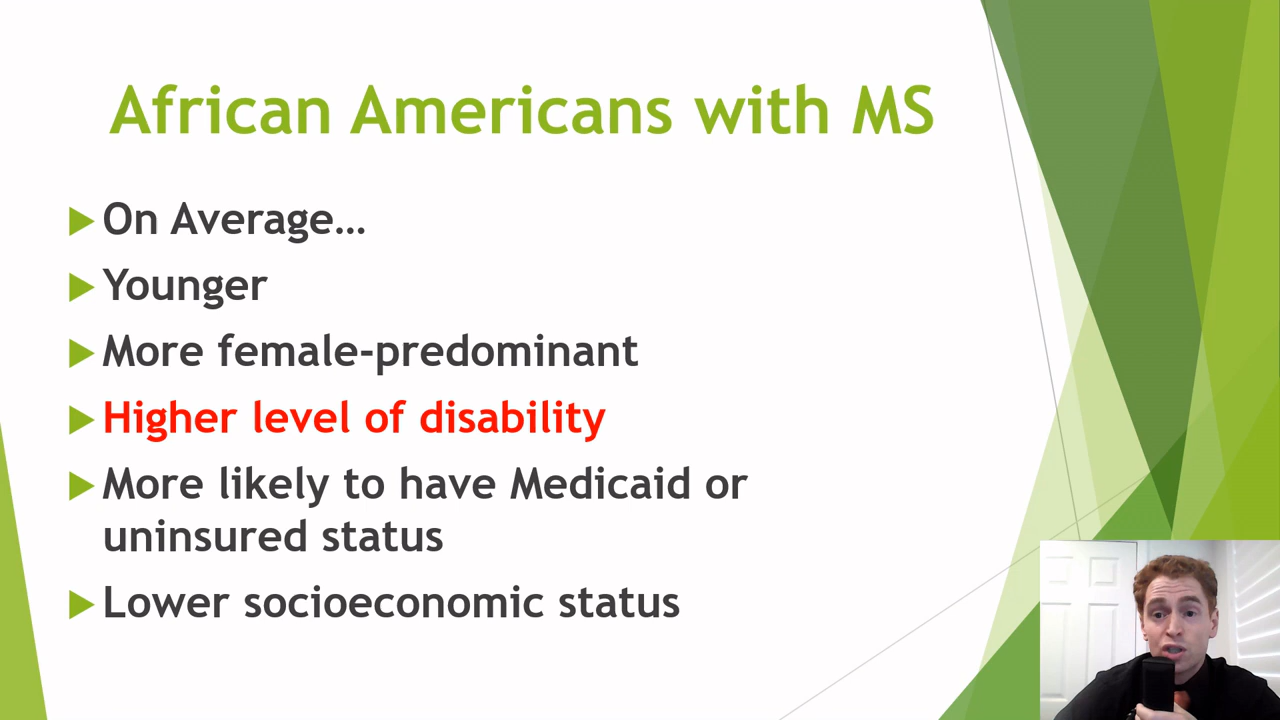 African Americans with MS
On Average...
Younger
More female-predominant
Higher level of disability
More likely to have Medicaid or
uninsured status
Lower socioeconomic status